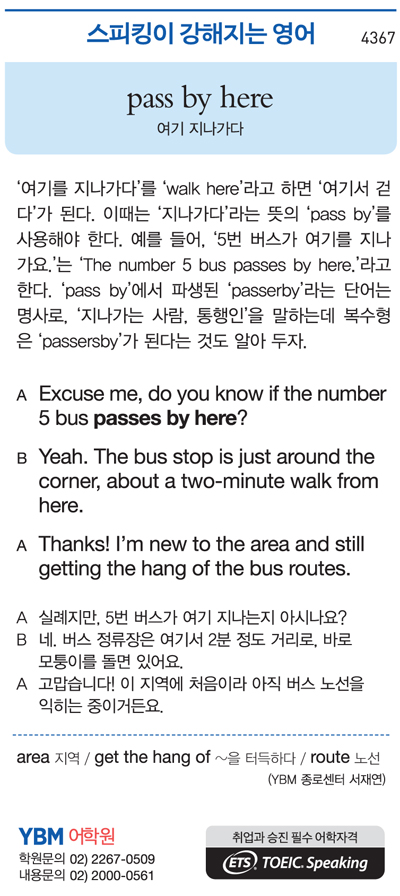 스피킹이 강해지는 영어 4367
pass by here
여기 지나가다
‘여기를 지나가다’를 ‘walk here’라고 하면 ‘여기서 걷
다’가 된다. 이때는 ‘지나가다’라는 뜻의 ‘pass by’를
사용해야 한다. 예를 들어, ‘5번 버스가 여기를 지나
가요.’는 ‘The number 5 bus passes by here.’라고
한다. ‘pass by’에서 파생된 ‘passerby’라는 단어는
명사로, ‘지나가는 사람, 통행인’을 말하는데 복수형
은 ‘passersby’가 된다는 것도 알아 두자.
A Excuse me, do you know if the number
5 bus passes by here?
B Yeah. The bus stop is just around the
corner, about a two-minute walk from
here.
A Thanks! I’m new to the area and still
getting the hang of the bus routes.
A 실례지만, 5번 버스가 여기 지나는지 아시나요?
B 네. 버스 정류장은 여기서 2분 정도 거리로, 바로
모퉁이를 돌면 있어요.
A 고맙습니다! 이 지역에 처음이라 아직 버스 노선을
익히는 중이거든요.
area 지역 / get the hang of ~을 터득하다 / route 노선
(YBM 종로센터 서재연)
YBM 어학원
학원문의 02) 2267-0509
내용문의 02) 2000-0561
취업과 승진 필수 어학자격
ETS TOEIC. Speaking